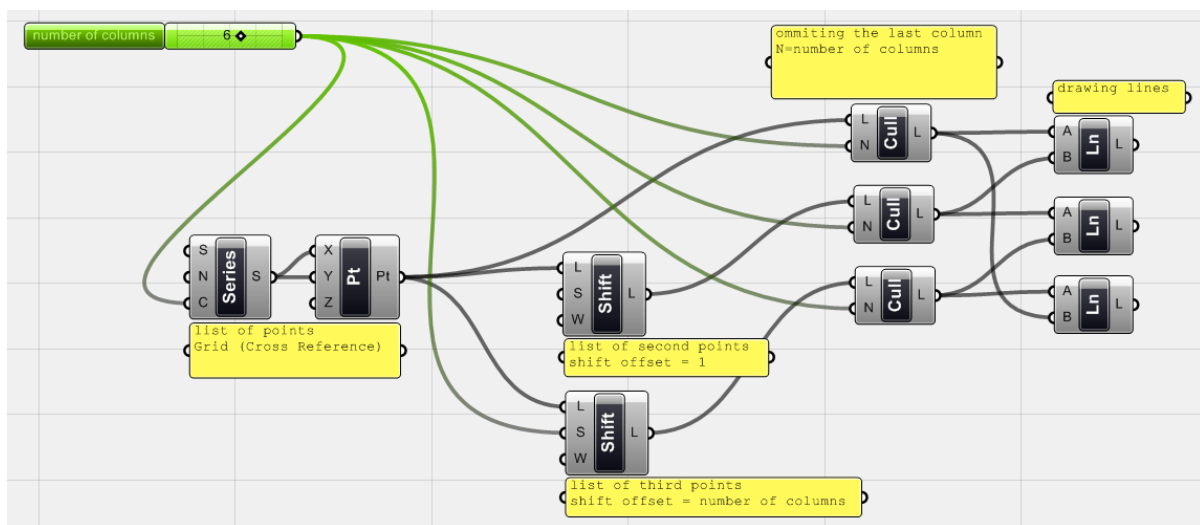 number of columns
6
ommiting the last column
N=number of columns
drawing lines
L
N
Cull
L
A
B
Ln
L
L
N
Cull
L
A
B
Ln
L
S
N
C
Series
S
X
Y
Z
Pt
Pt
L
S
W
Shift
L
L
N
Cull
L
A
B
Ln
L
list of points
Grid (Cross Reference)
list of second points
shift offset = 1
L
S
W
Shift
L
list of third points
shift offset = number of columns